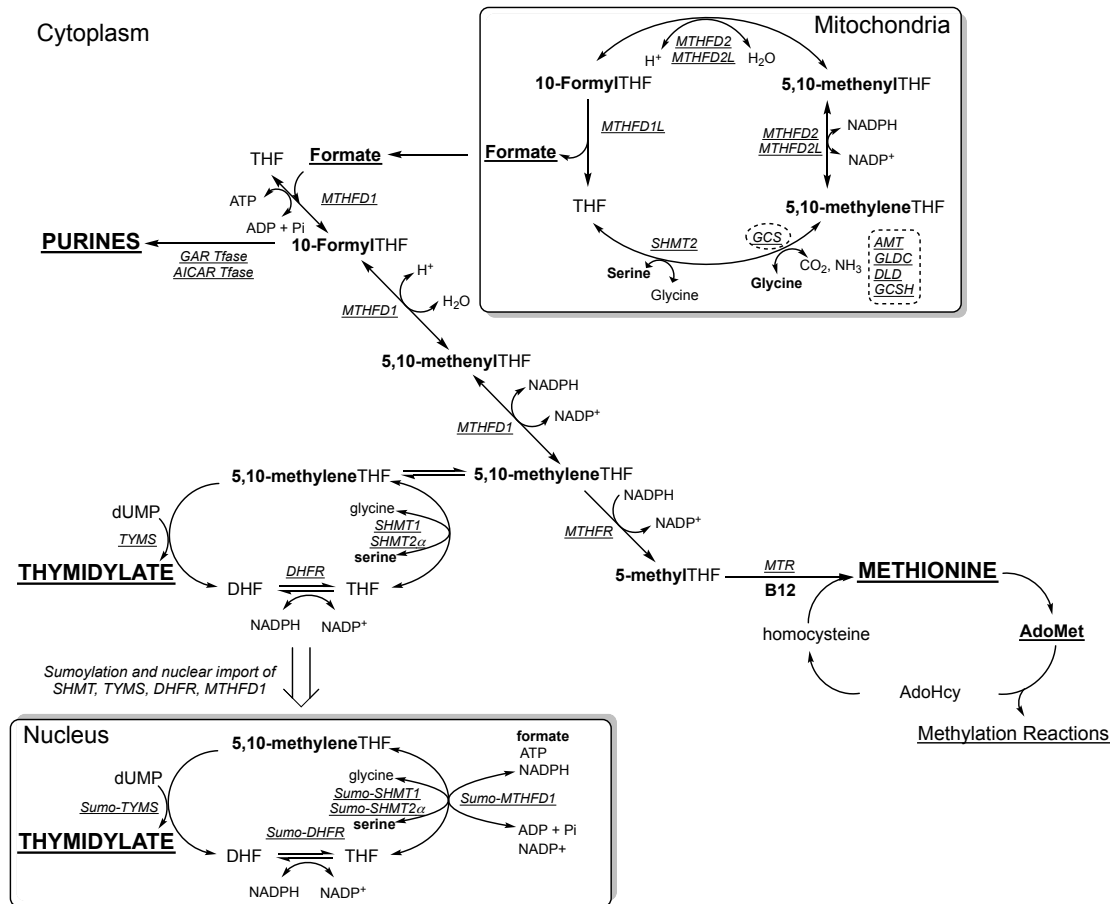 Cytoplasm
Mitochondria
MTHFD2
MTHFD2L
H+
H2O
10-FormylTHF
5,10-methenylTHF
MTHFD1L
MTHFD2
MTHFD2L
NADPH
NADP+
Formate
Formate
THF
ATP
ADP + Pi
MTHFD1
THF
5,10-methyleneTHF
PURINES
GAR Tfase
AICAR Tfase
10-FormylTHF
SHMT2
GCS
Serine
Glycine
Glycine
CO2, NH3
AMT
GLDC
DLD
GCSH
H+
H2O
MTHFD1
5,10-methenylTHF
NADPH
NADP+
MTHFD1
5,10-methyleneTHF
5,10-methyleneTHF
dUMP
TYMS
THYMIDYLATE
glycine
SHMT1
SHMT2α
serine
DHF
DHFR
THF
NADPH
NADP+
NADPH
NADP+
MTHFR
5-methylTHF
MTR
B12
METHIONINE
homocysteine
AdoMet
AdoHcy
Methylation Reactions
Sumoylation and nuclear import of
SHMT, TYMS, DHFR, MTHFD1
Nucleus
5,10-methyleneTHF
formate
ATP
NADPH
dUMP
Sumo-TYMS
THYMIDYLATE
glycine
Sumo-SHMT1
Sumo-SHMT2α
serine
Sumo-MTHFD1
Sumo-DHFR
ADP + Pi
NADP+
DHF
THF
NADPH
NADP+